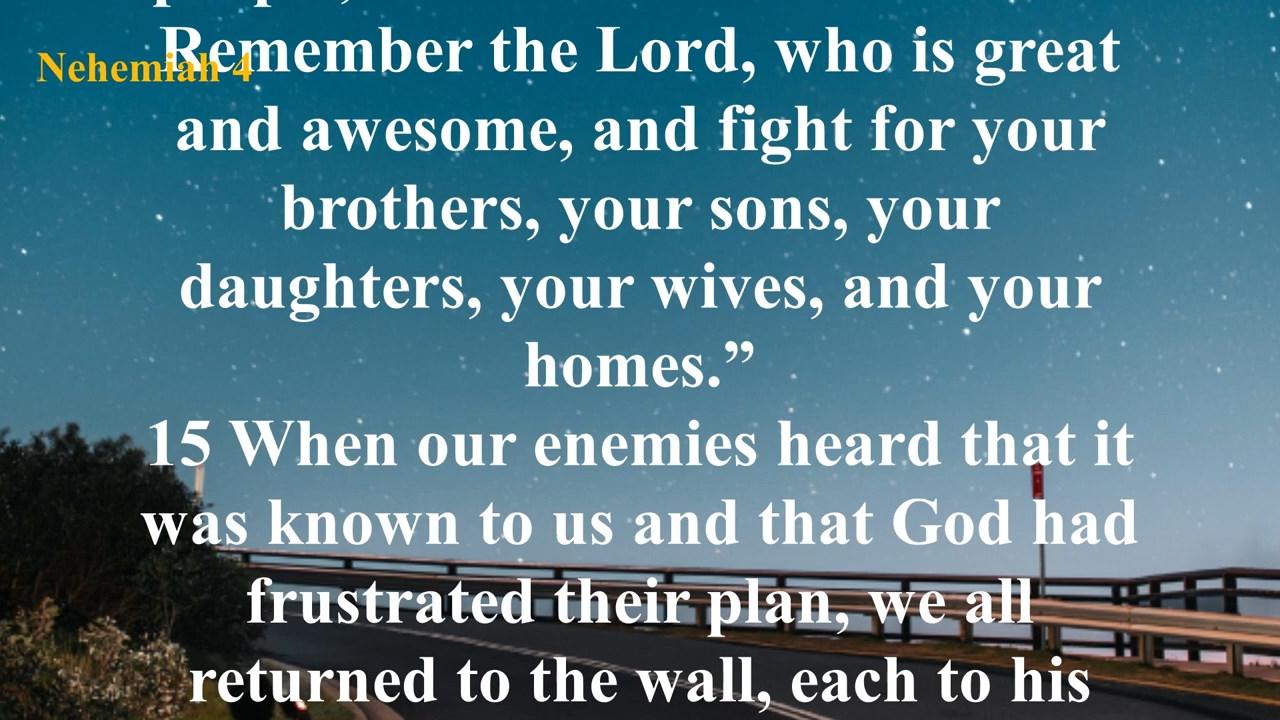 Nehemiah 4
Remember the Lord, who is great
and awesome, and fight for your
brothers, your sons, your
daughters, your wives, and your
homes.”
15 When our enemies heard that it
was known to us and that God had
frustrated their plan, we all
returned to the wall, each to his